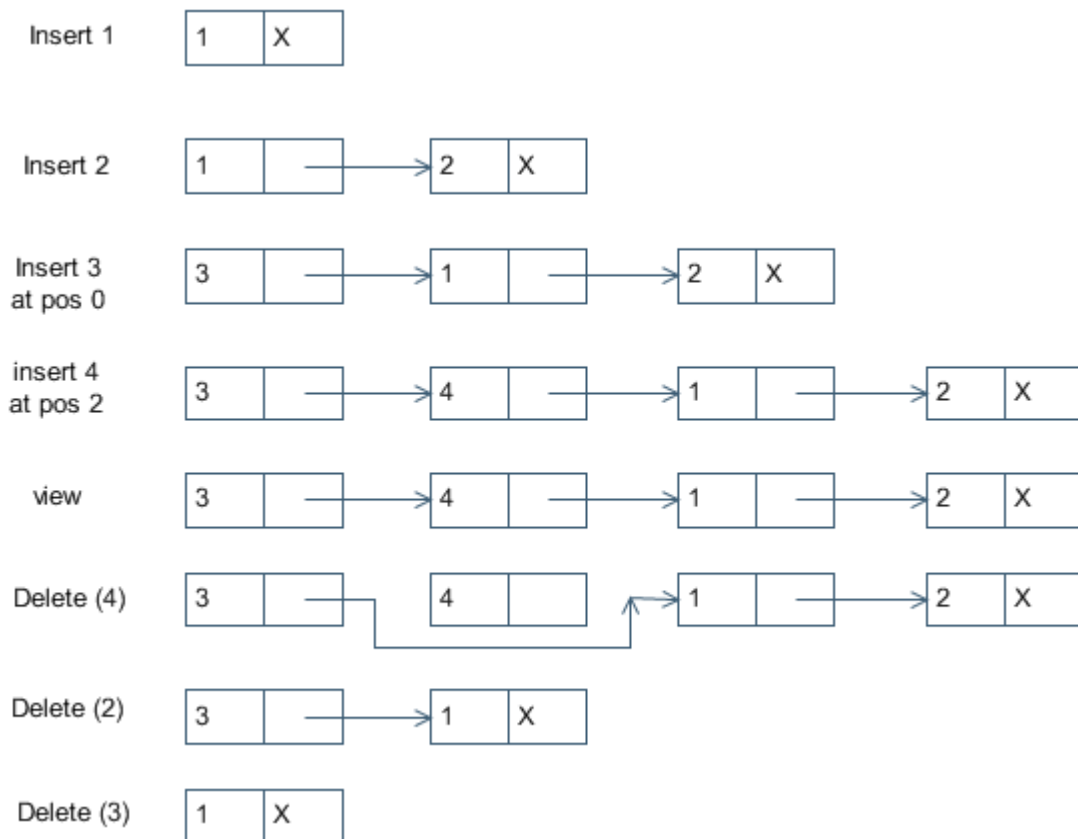 Insert 1 1 X
Insert 2 1 2 X
Insert 3
at pos 0 3 1 2 X
insert 4
at pos 2 3 4 1 2 X
view 3 4 1 2 X
Delete (4) 3 4 1 2 X
Delete (2) 3 1 X
Delete (3) 1 X